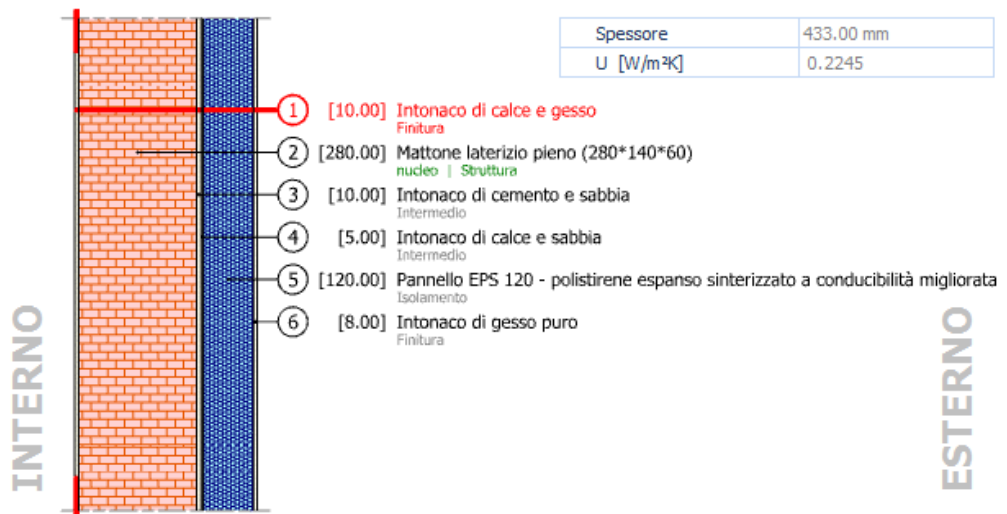 Spessore 433.00 mm
U [W/m²K] 0.2245
1 [10.00] Intonaco di calce e gesso
Finitura
2 [280.00] Mattone laterizio pieno (280*140*60)
nucleo | Struttura
3 [10.00] Intonaco di cemento e sabbia
Intermedio
4 [5.00] Intonaco di calce e sabbia
Intermedio
5 [120.00] Pannello EPS 120 - polistirene espanso sinterizzato a conducibilità migliorata
Isolamento
6 [8.00] Intonaco di gesso puro
Finitura
INTERNO
ESTERNO